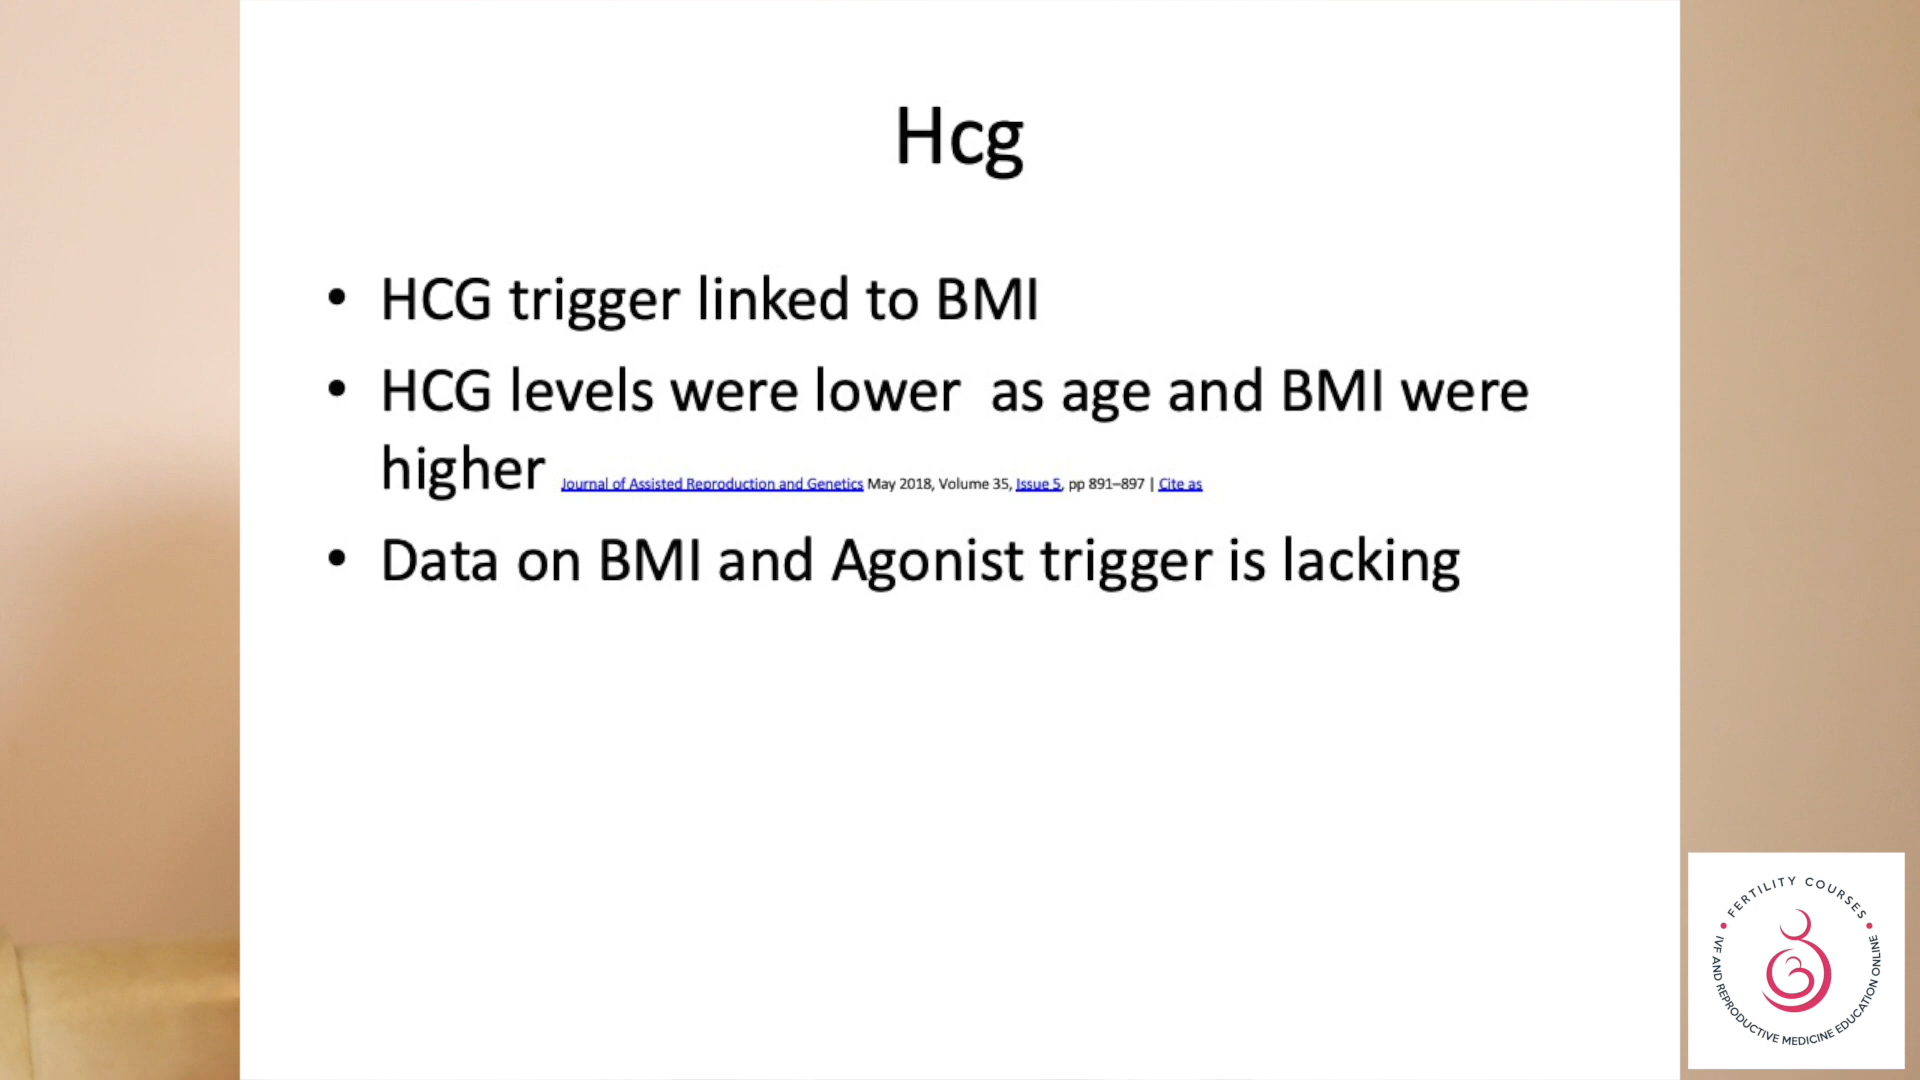 Hcg
• HCG trigger linked to BMI
• HCG levels were lower  as age and BMI were
higher Journal of Assisted Reproduction and Genetics May 2018, Volume 35, Issue 5, pp 891–897 | Cite as
• Data on BMI and Agonist trigger is lacking
• FERTILITY COURSES •
IVF AND REPRODUCTIVE MEDICINE EDUCATION ONLINE